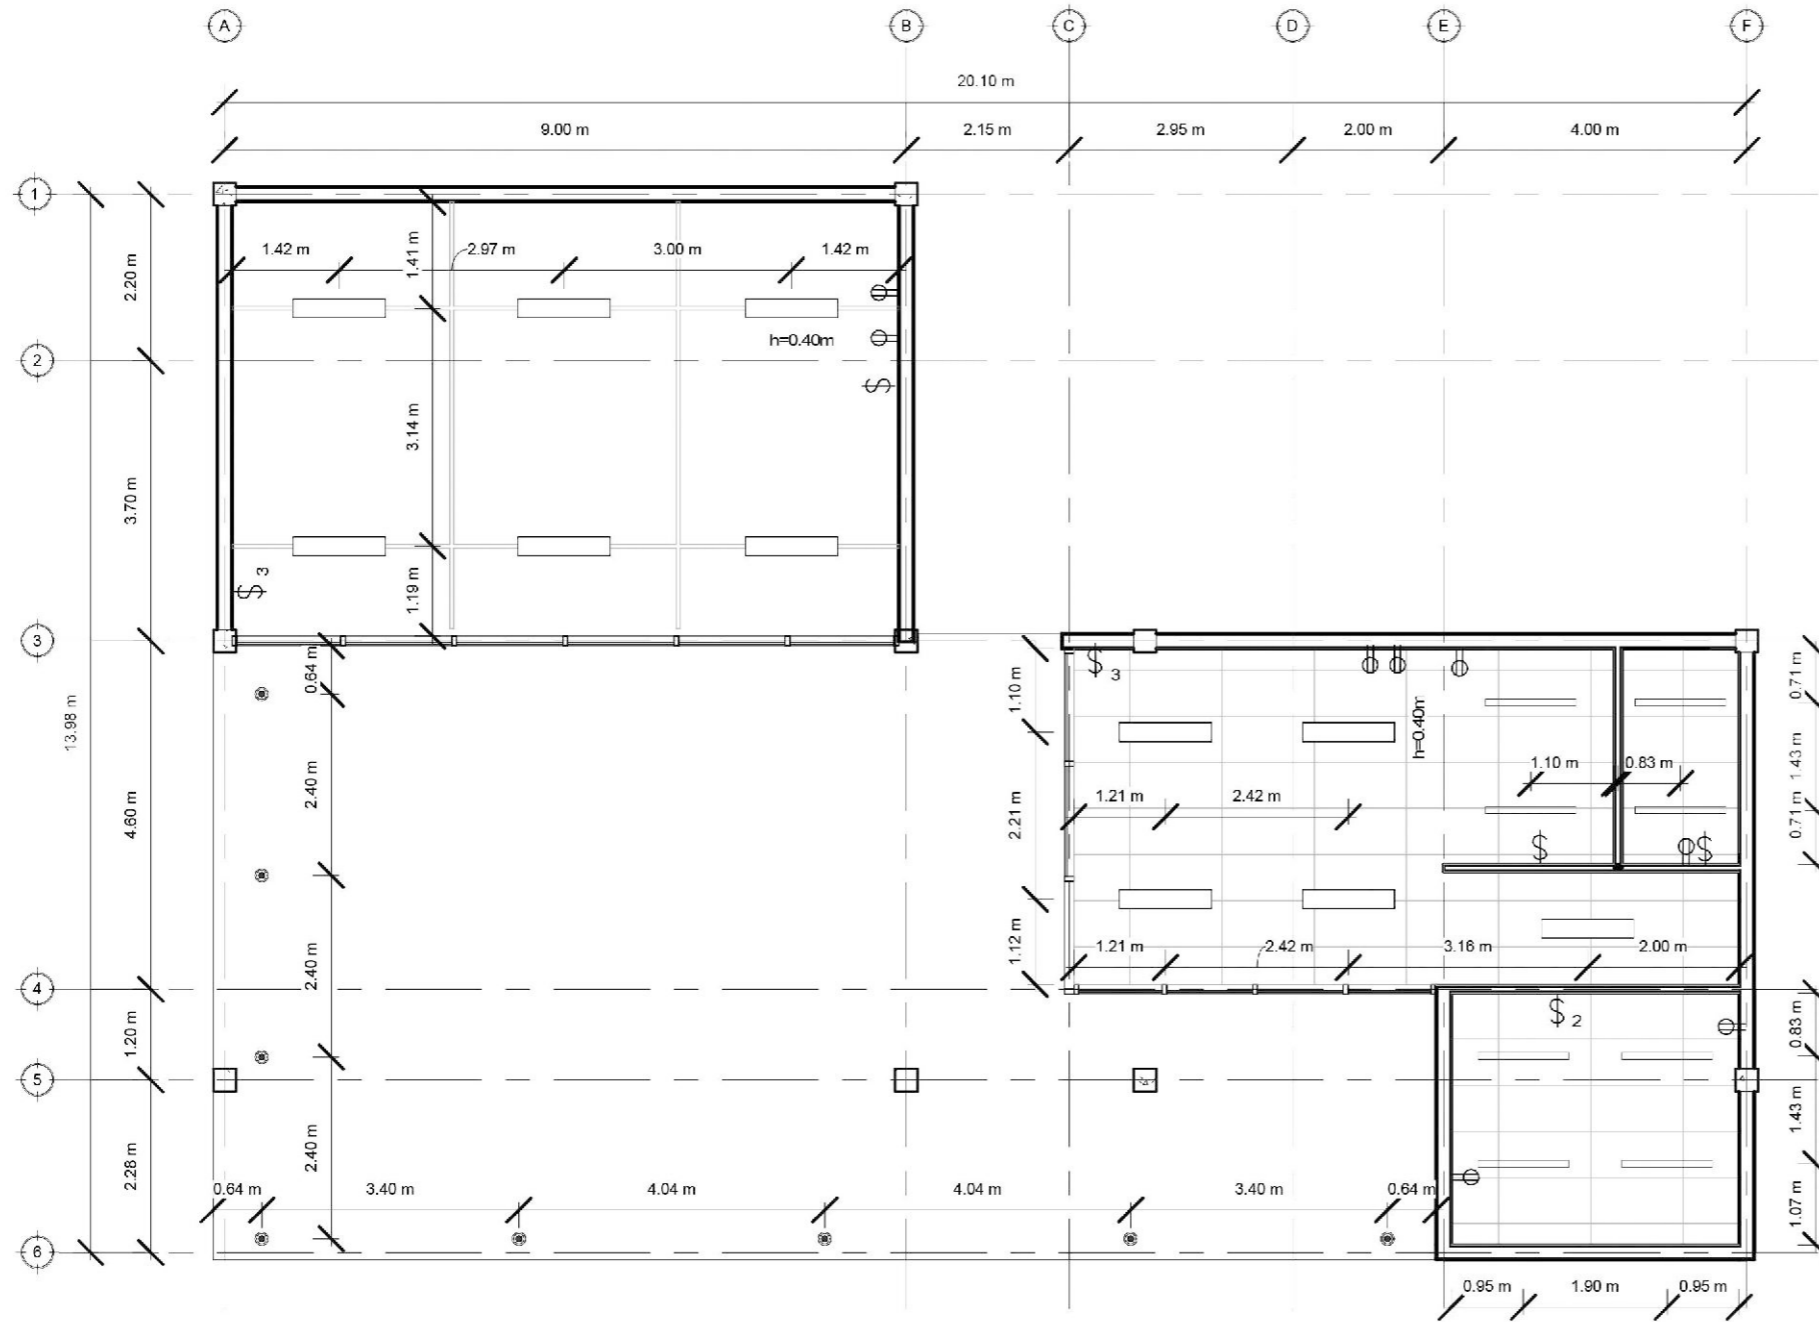 A B C D E F
20.10 m
9.00 m 2.15 m 2.95 m 2.00 m 4.00 m
1
1.42 m 2.97 m 3.00 m 1.42 m
2.20 m
1.41 m
h=0.40m
2
$
3.14 m
3.70 m
$ 3
1.19 m
3
0.64 m
$ 3
1.10 m
0.71 m
13.98 m
h=0.40m
1.10 m 0.83 m
1.43 m
2.40 m
1.21 m 2.42 m
4.60 m
2.21 m
0.71 m
$ $
1.21 m 2.42 m 3.16 m 2.00 m
2.40 m
1.12 m
4
$ 2
1.20 m
0.83 m
5
1.43 m
2.40 m
2.28 m
0.64 m 3.40 m 4.04 m 4.04 m 3.40 m 0.64 m
1.07 m
6
0.95 m 1.90 m 0.95 m